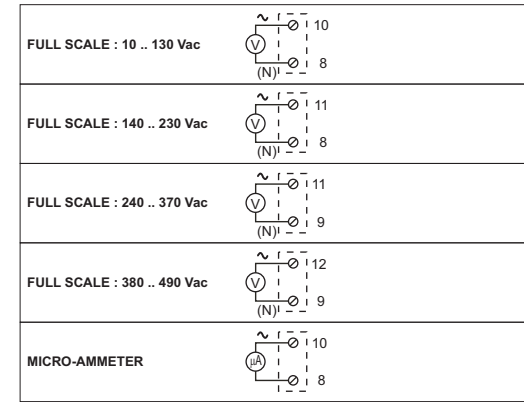 FULL SCALE : 10 .. 130 Vac
~
10
V
8
(N)
FULL SCALE : 140 .. 230 Vac
~
11
V
8
(N)
FULL SCALE : 240 .. 370 Vac
~
11
V
9
(N)
FULL SCALE : 380 .. 490 Vac
~
12
V
9
(N)
MICRO-AMMETER
~
10
µA
8